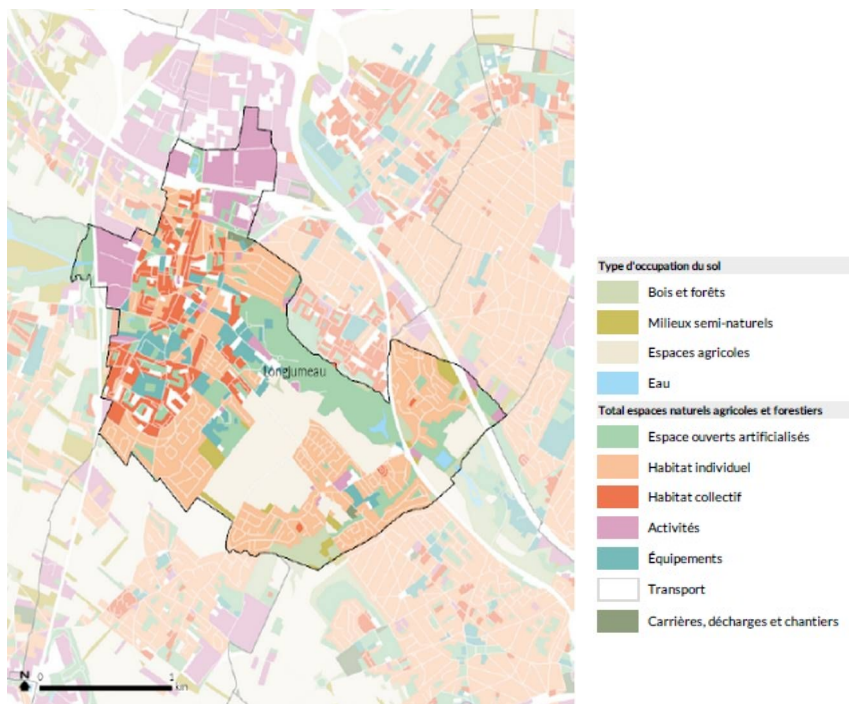 Longjumeau
N
0 1
km
Type d'occupation du sol
Bois et forêts
Milieux semi-naturels
Espaces agricoles
Eau
Total espaces naturels agricoles et forestiers
Espace ouverts artificialisés
Habitat individuel
Habitat collectif
Activités
Équipements
Transport
Carrières, décharges et chantiers